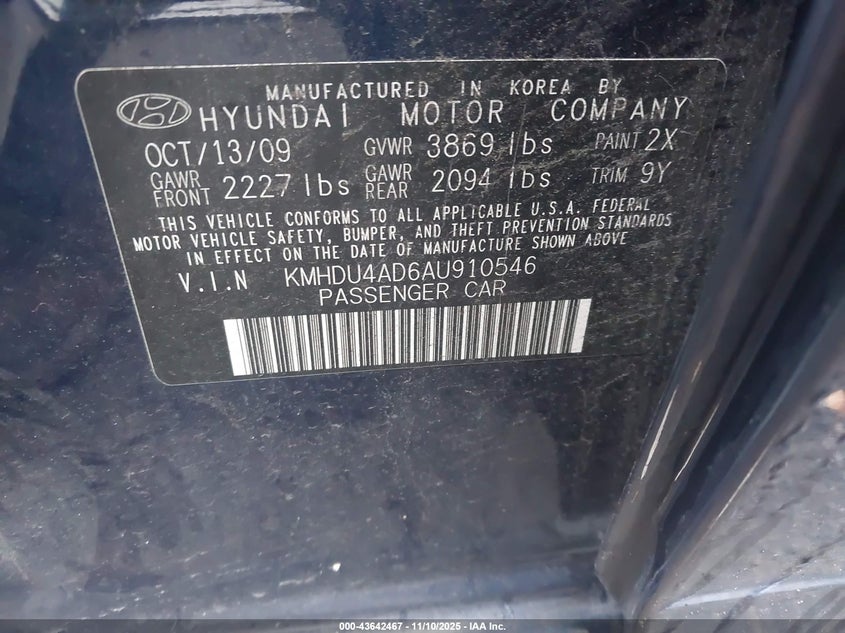 MANUFACTURED IN KOREA BY
HYUNDAI MOTOR COMPANY
OCT/13/09 GVWR 3869 lbs PAINT 2X
GAWR FRONT 2227 lbs GAWR REAR 2094 lbs TRIM 9Y
THIS VEHICLE CONFORMS TO ALL APPLICABLE U.S.A. FEDERAL
MOTOR VEHICLE SAFETY, BUMPER, AND THEFT PREVENTION STANDARDS
IN EFFECT ON THE DATE OF MANUFACTURE SHOWN ABOVE
V.I.N KMHDU4AD6AU910546
PASSENGER CAR
000-43642467 - 11/10/2025 - IAA Inc.